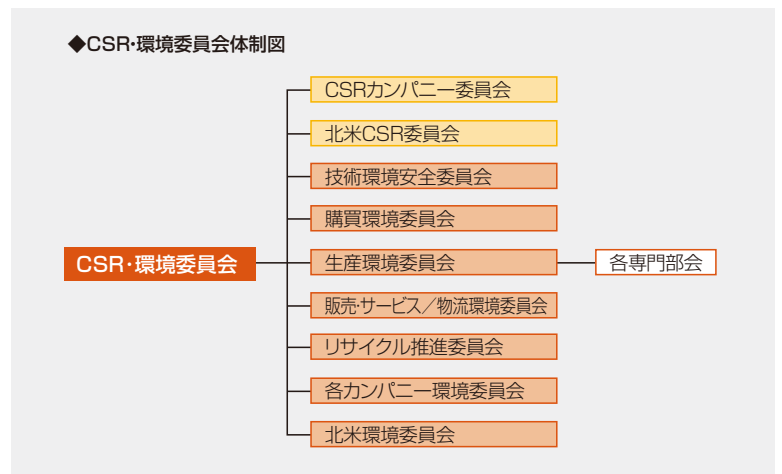 ◆CSR・環境委員会体制図
CSRカンパニー委員会
北米CSR委員会
技術環境安全委員会
購買環境委員会
CSR・環境委員会
生産環境委員会
各専門部会
販売・サービス／物流環境委員会
リサイクル推進委員会
各カンパニー環境委員会
北米環境委員会